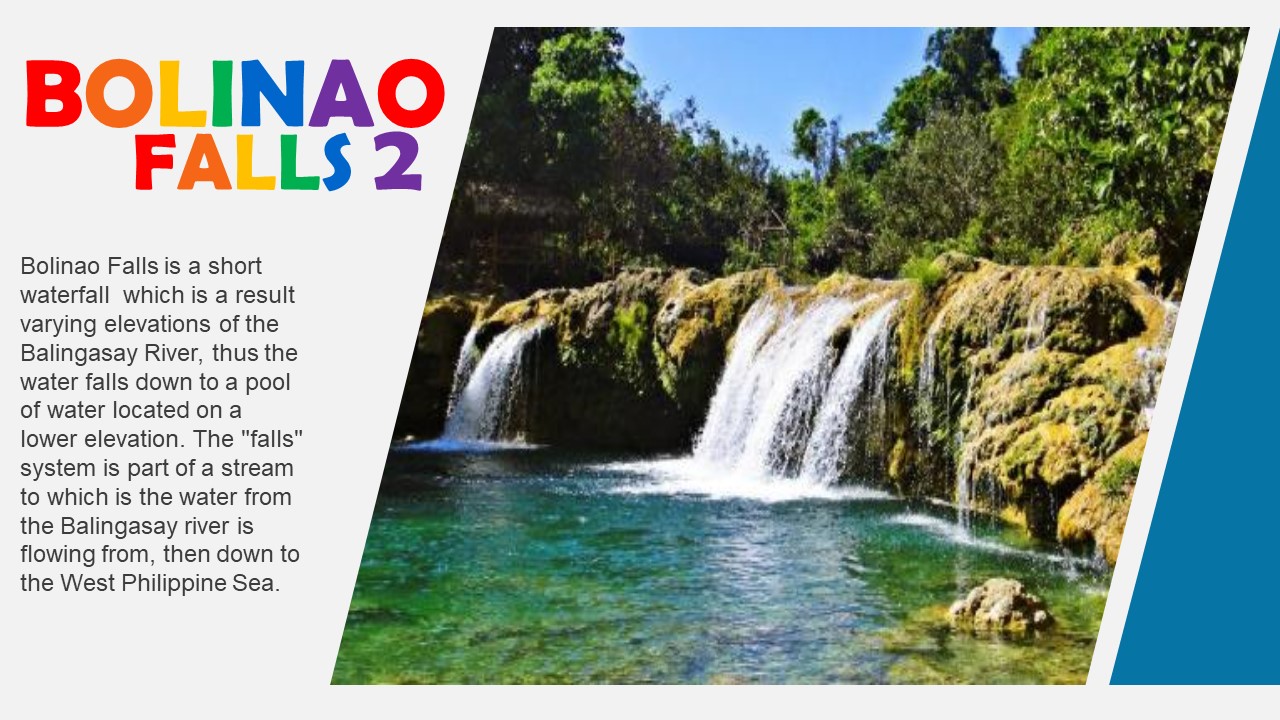 BOLINAO
FALLS 2
Bolinao Falls is a short
waterfall  which is a result
varying elevations of the
Balingasay River, thus the
water falls down to a pool
of water located on a
lower elevation. The "falls"
system is part of a stream
to which is the water from
the Balingasay river is
flowing from, then down to
the West Philippine Sea.